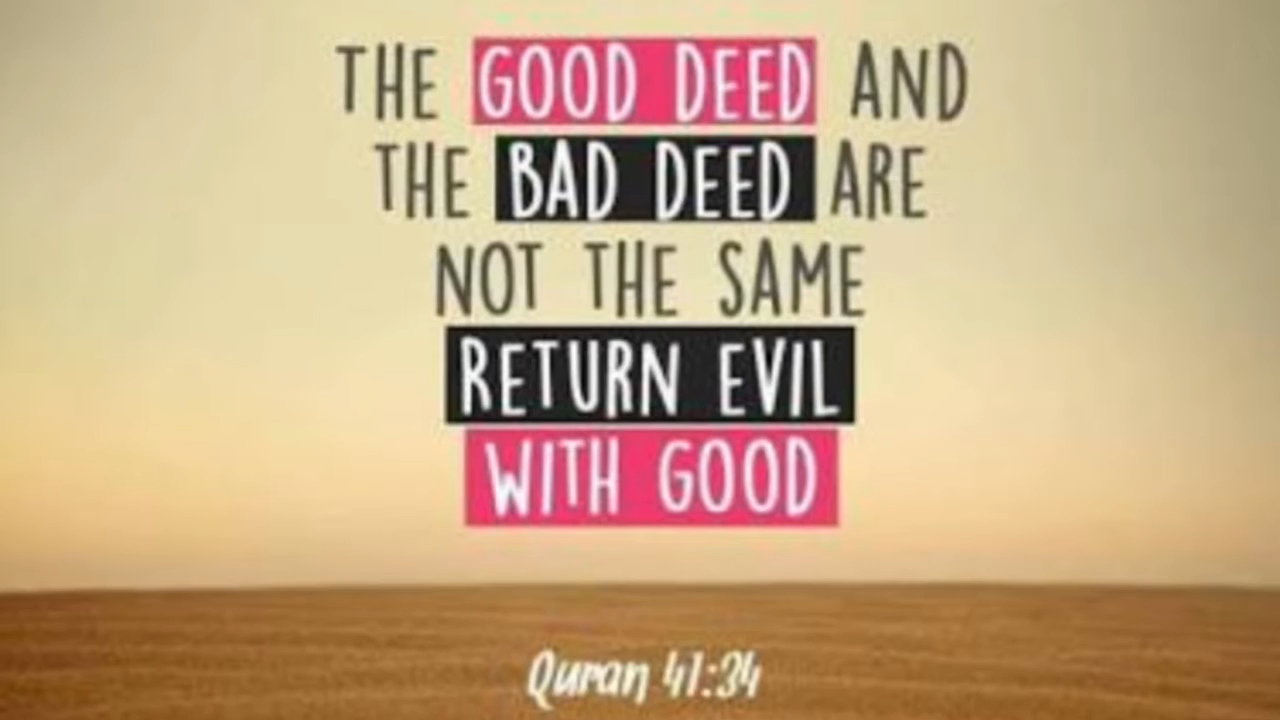 THE GOOD DEED AND
THE BAD DEED ARE
NOT THE SAME
RETURN EVIL
WITH GOOD
Quran 41:34